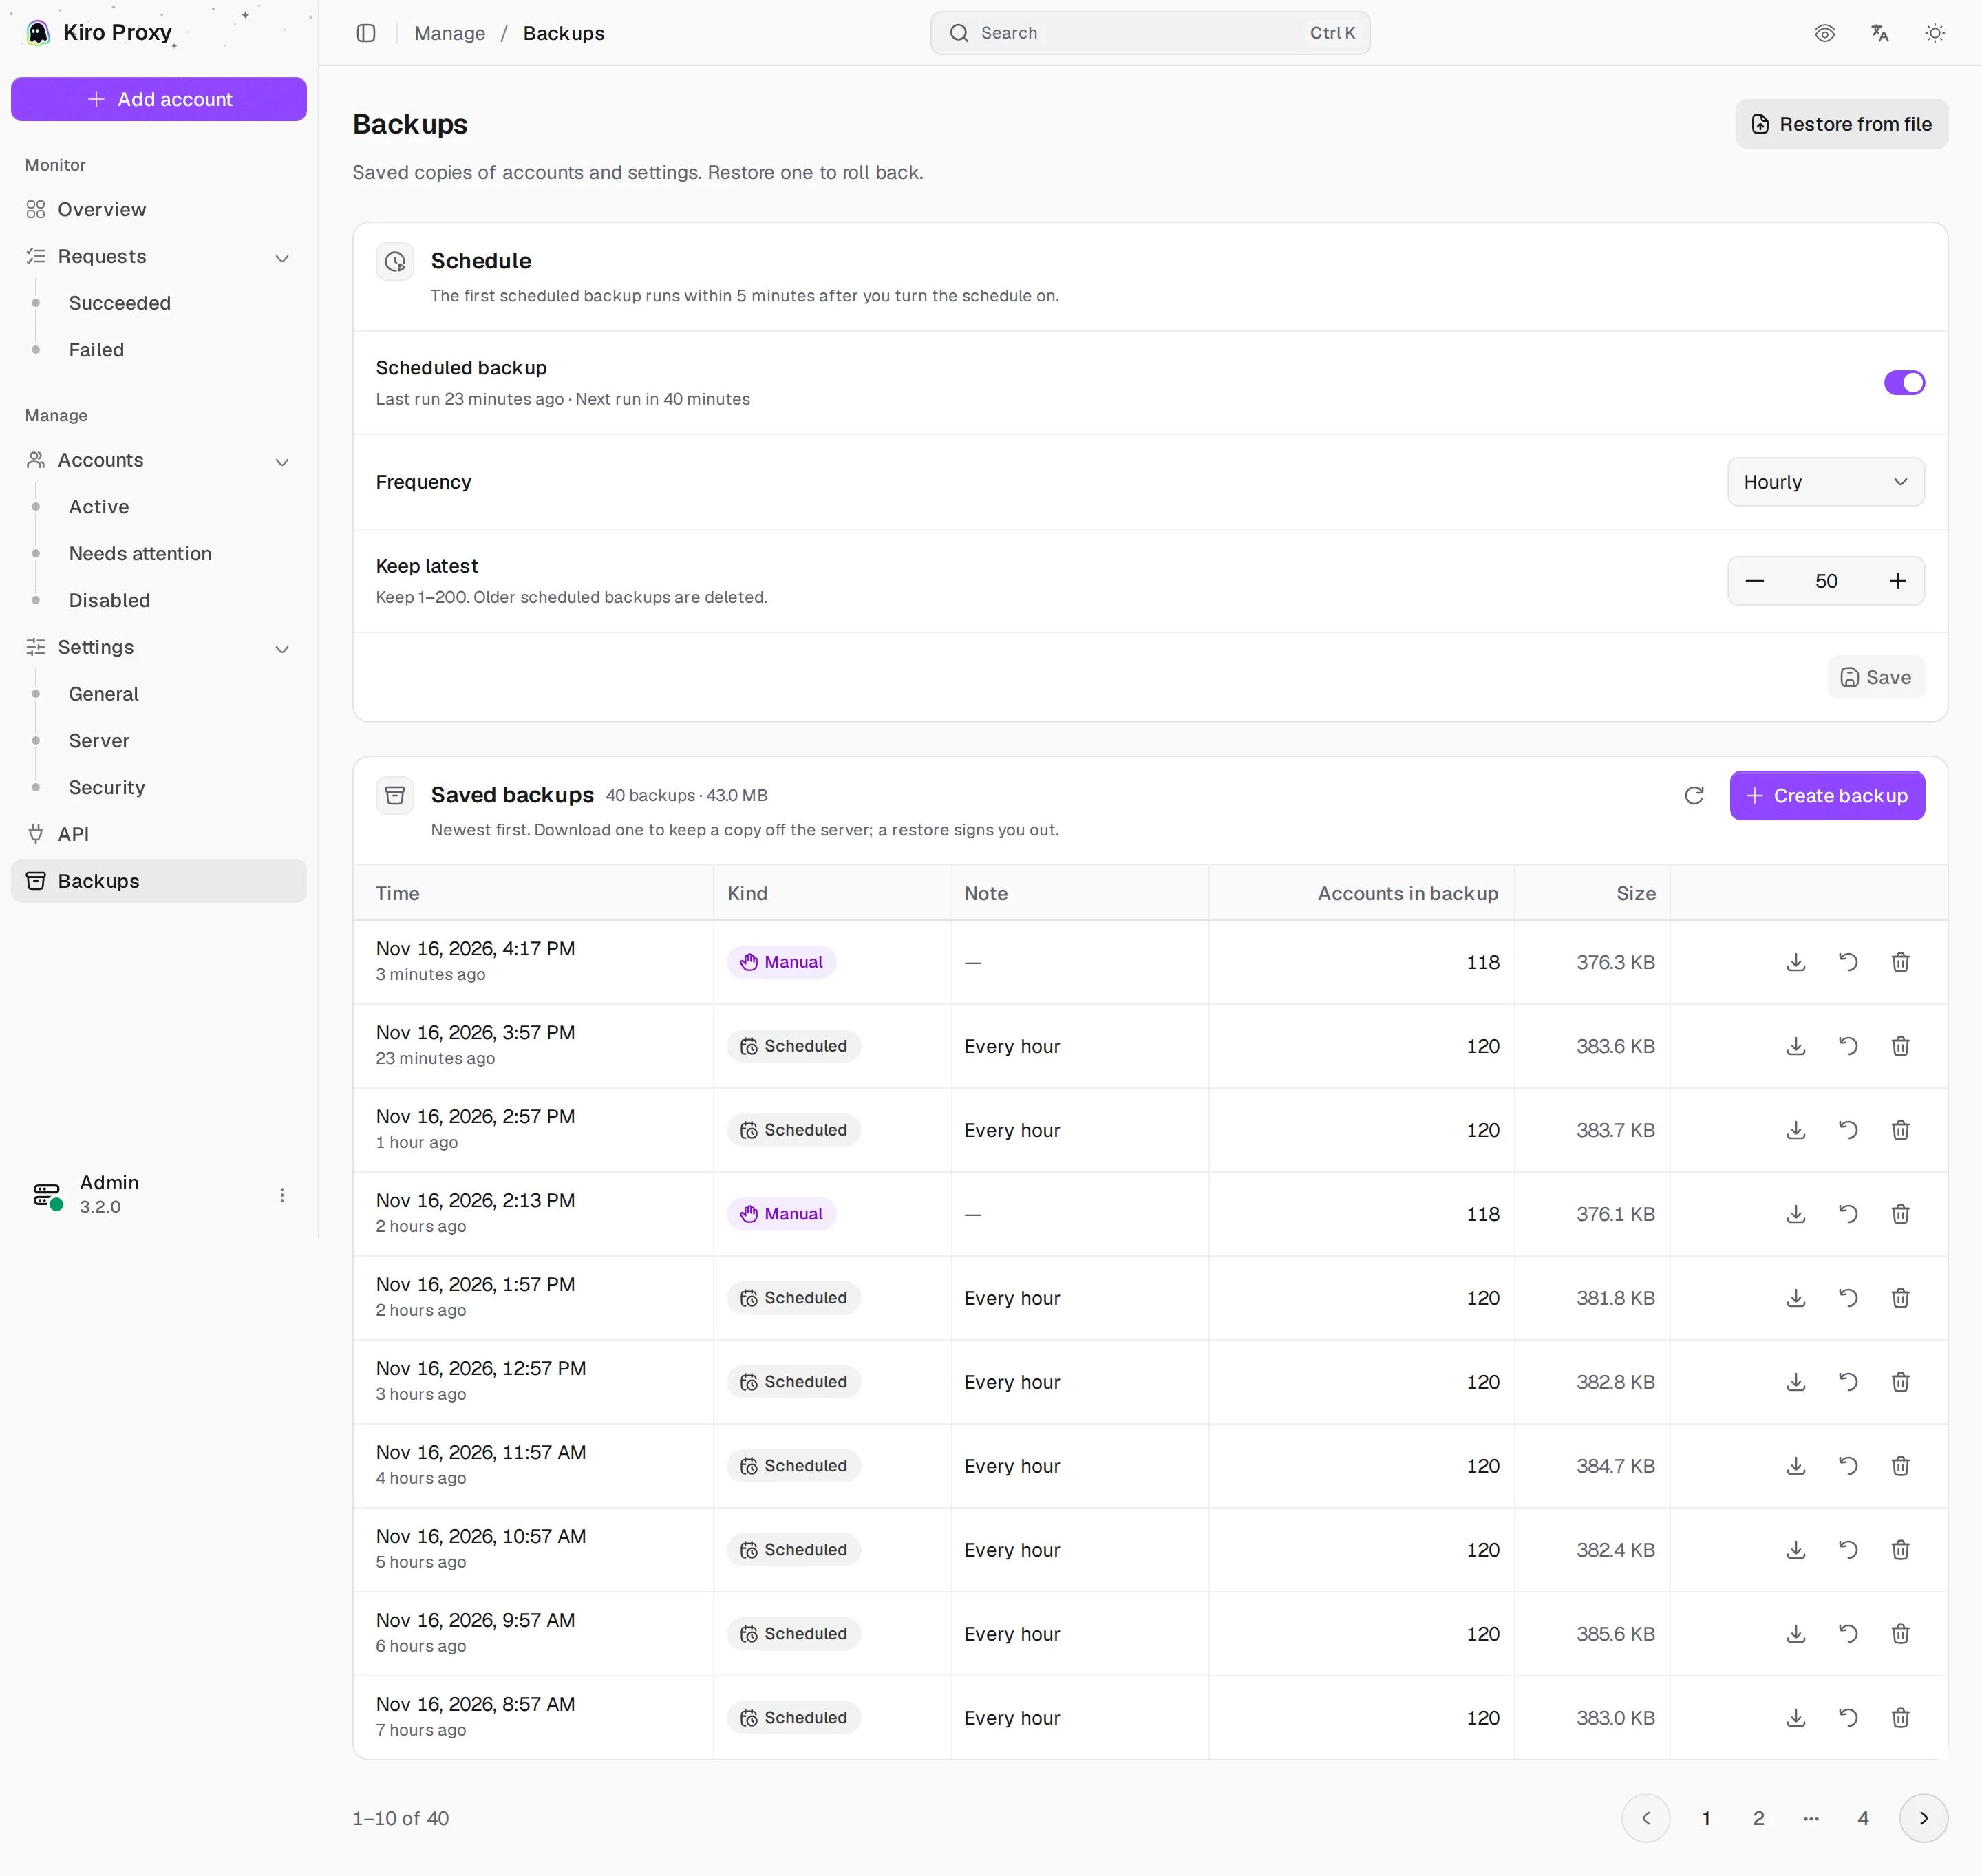 Kiro Proxy
Add account
Monitor
Overview
Requests
Succeeded
Failed
Manage
Accounts
Active
Needs attention
Disabled
Settings
General
Server
Security
API
Backups
Admin
3.2.0
Manage / Backups
Search Ctrl K
Backups
Restore from file
Saved copies of accounts and settings. Restore one to roll back.
Schedule
The first scheduled backup runs within 5 minutes after you turn the schedule on.
Scheduled backup
Last run 23 minutes ago · Next run in 40 minutes
Frequency
Hourly
Keep latest
Keep 1–200. Older scheduled backups are deleted.
50
Save
Saved backups 40 backups · 43.0 MB
Create backup
Newest first. Download one to keep a copy off the server; a restore signs you out.
Time Kind Note Accounts in backup Size
Nov 16, 2026, 4:17 PM
3 minutes ago
Manual — 118 376.3 KB
Nov 16, 2026, 3:57 PM
23 minutes ago
Scheduled Every hour 120 383.6 KB
Nov 16, 2026, 2:57 PM
1 hour ago
Scheduled Every hour 120 383.7 KB
Nov 16, 2026, 2:13 PM
2 hours ago
Manual — 118 376.1 KB
Nov 16, 2026, 1:57 PM
2 hours ago
Scheduled Every hour 120 381.8 KB
Nov 16, 2026, 12:57 PM
3 hours ago
Scheduled Every hour 120 382.8 KB
Nov 16, 2026, 11:57 AM
4 hours ago
Scheduled Every hour 120 384.7 KB
Nov 16, 2026, 10:57 AM
5 hours ago
Scheduled Every hour 120 382.4 KB
Nov 16, 2026, 9:57 AM
6 hours ago
Scheduled Every hour 120 385.6 KB
Nov 16, 2026, 8:57 AM
7 hours ago
Scheduled Every hour 120 383.0 KB
1–10 of 40
1 2 ••• 4